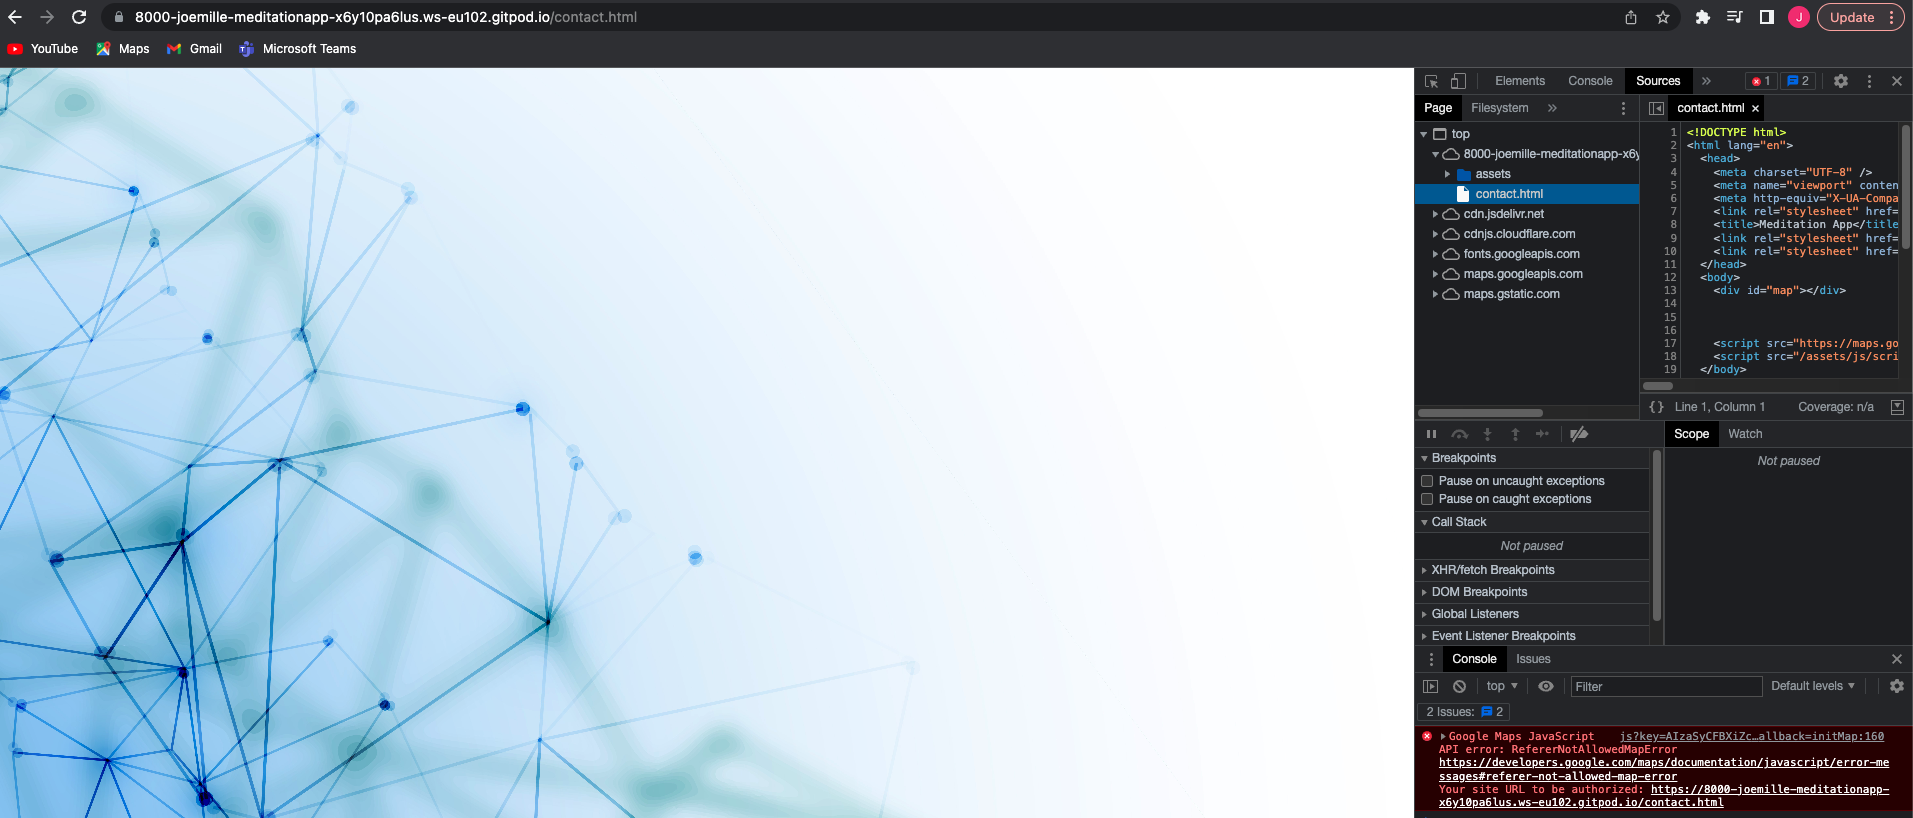 8000-joemille-meditationapp-x6y10pa6lus.ws-eu102.gitpod.io/contact.html
J
Update
YouTube
Maps
Gmail
Microsoft Teams
Elements
Console
Sources
»
1
2
Page
Filesystem
»
contact.html
top
8000-joemille-meditationapp-x6y
assets
contact.html
cdn.jsdelivr.net
cdnjs.cloudflare.com
fonts.googleapis.com
maps.googleapis.com
maps.gstatic.com
1 <!DOCTYPE html>
2 <html lang="en">
3 <head>
4 <meta charset="UTF-8" />
5 <meta name="viewport" conten
6 <meta http-equiv="X-UA-Compa
7 <link rel="stylesheet" href=
8 <title>Meditation App</title
9 <link rel="stylesheet" href=
10 <link rel="stylesheet" href=
11 </head>
12 <body>
13 <div id="map"></div>
14
15
16
17 <script src="https://maps.go
18 <script src="/assets/js/scri
19 </body>
{} Line 1, Column 1
Coverage: n/a
Scope
Watch
Not paused
Breakpoints
Pause on uncaught exceptions
Pause on caught exceptions
Call Stack
Not paused
XHR/fetch Breakpoints
DOM Breakpoints
Global Listeners
Event Listener Breakpoints
Console
Issues
top
Filter
Default levels
2 Issues: 2
Google Maps JavaScript js?key=AIzaSyCFBXiZc…allback=initMap:160
API error: RefererNotAllowedMapError
https://developers.google.com/maps/documentation/javascript/error-me
ssages#referer-not-allowed-map-error
Your site URL to be authorized: https://8000-joemille-meditationapp-
x6y10pa6lus.ws-eu102.gitpod.io/contact.html